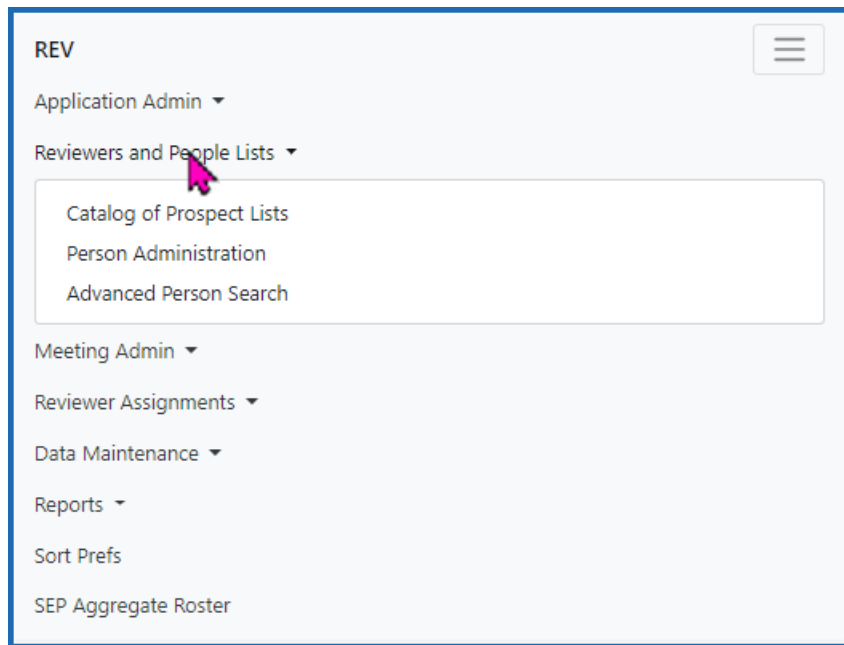 REV
Application Admin
Reviewers and People Lists
Catalog of Prospect Lists
Person Administration
Advanced Person Search
Meeting Admin
Reviewer Assignments
Data Maintenance
Reports
Sort Prefs
SEP Aggregate Roster